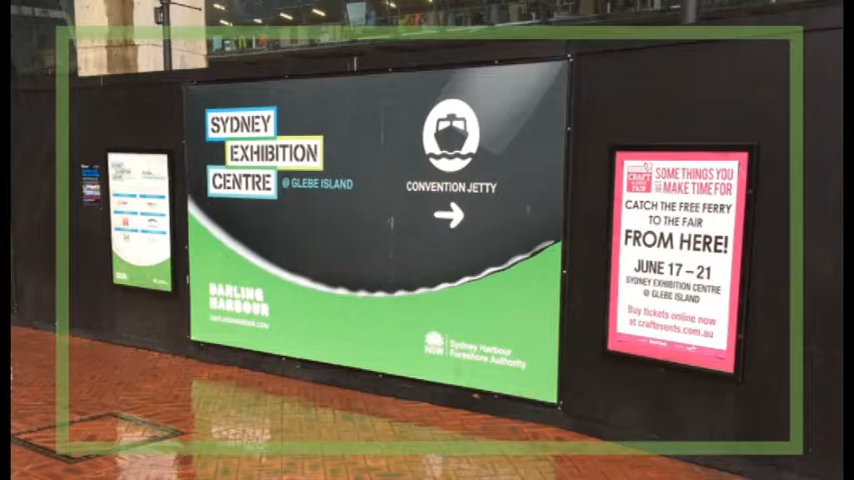 SYDNEY
EXHIBITION
CENTRE @ GLEBE ISLAND
CONVENTION JETTY
DARLING
HARBOUR
NSW
Sydney Harbour
Foreshore Authority
CRAFT
FAIR
SOME THINGS YOU
MAKE TIME FOR
CATCH THE FREE FERRY
TO THE FAIR
FROM HERE!
JUNE 17 – 21
SYDNEY EXHIBITION CENTRE
@ GLEBE ISLAND
Buy tickets online now
at craftevents.com.au